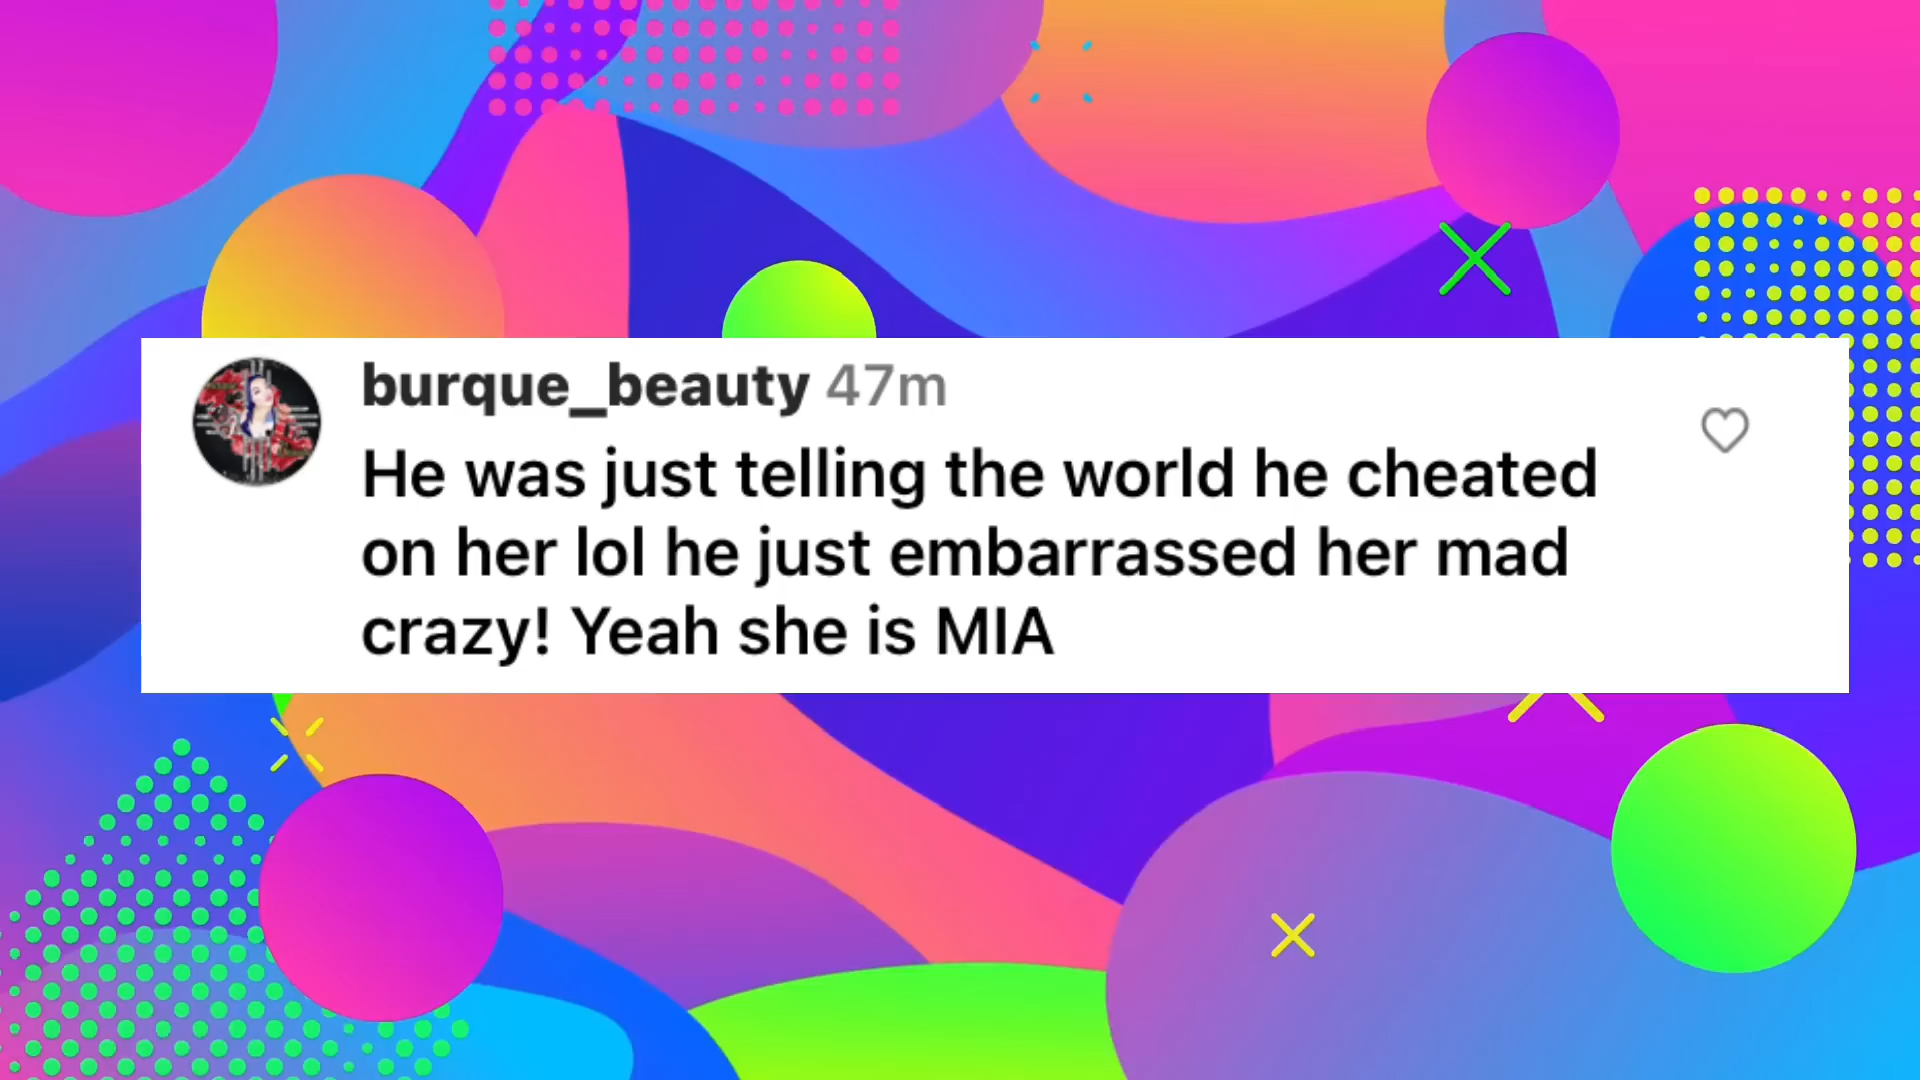 burque_beauty 47m
He was just telling the world he cheated
on her lol he just embarrassed her mad
crazy! Yeah she is MIA